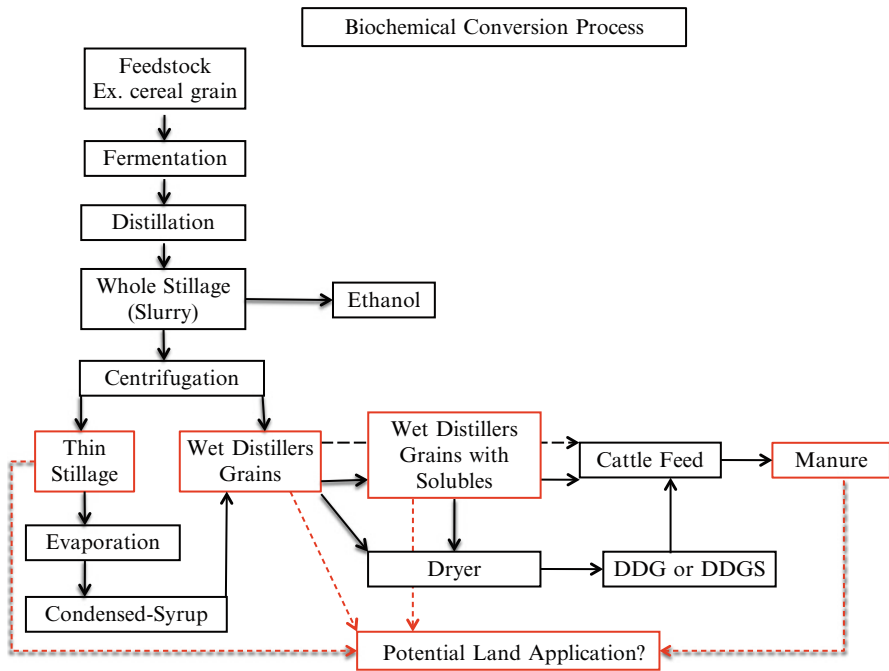 Biochemical Conversion Process
Feedstock
Ex. cereal grain
Fermentation
Distillation
Whole Stillage
(Slurry)
Ethanol
Centrifugation
Thin
Stillage
Wet Distillers
Grains
Wet Distillers
Grains with
Solubles
Cattle Feed
Manure
Evaporation
Dryer
DDG or DDGS
Condensed-Syrup
Potential Land Application?